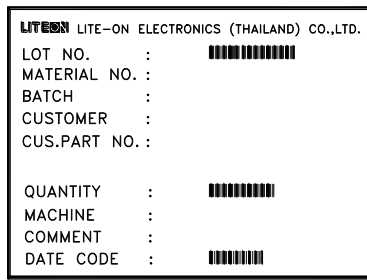 LITEON LITE-ON ELECTRONICS (THAILAND) CO.,LTD.
LOT NO. :
MATERIAL NO. :
BATCH :
CUSTOMER :
CUS.PART NO. :
QUANTITY :
MACHINE :
COMMENT :
DATE CODE :